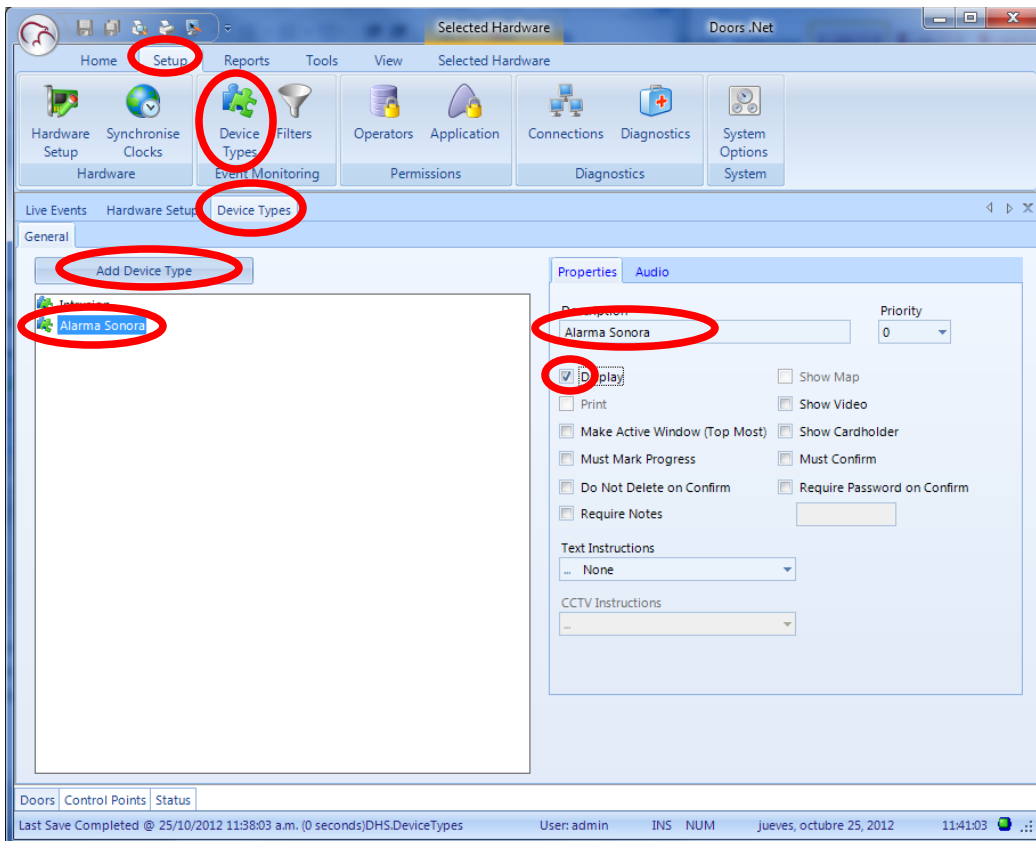 Selected Hardware Doors .Net
Home Setup Reports Tools View Selected Hardware
Hardware Setup
Synchronise Clocks
Device Types
Filters
Operators
Application
Connections
Diagnostics
System Options
Hardware Event Monitoring Permissions Diagnostics System
Live Events Hardware Setup Device Types
General
Add Device Type
Intrusion
Alarma Sonora
Properties Audio
Description Priority
Alarma Sonora 0
Display Show Map
Print Show Video
Make Active Window (Top Most) Show Cardholder
Must Mark Progress Must Confirm
Do Not Delete on Confirm Require Password on Confirm
Require Notes
Text Instructions
... None
CCTV Instructions
...
Doors Control Points Status
Last Save Completed @ 25/10/2012 11:38:03 a.m. (0 seconds)DHS.DeviceTypes User: admin INS NUM jueves, octubre 25, 2012 11:41:03